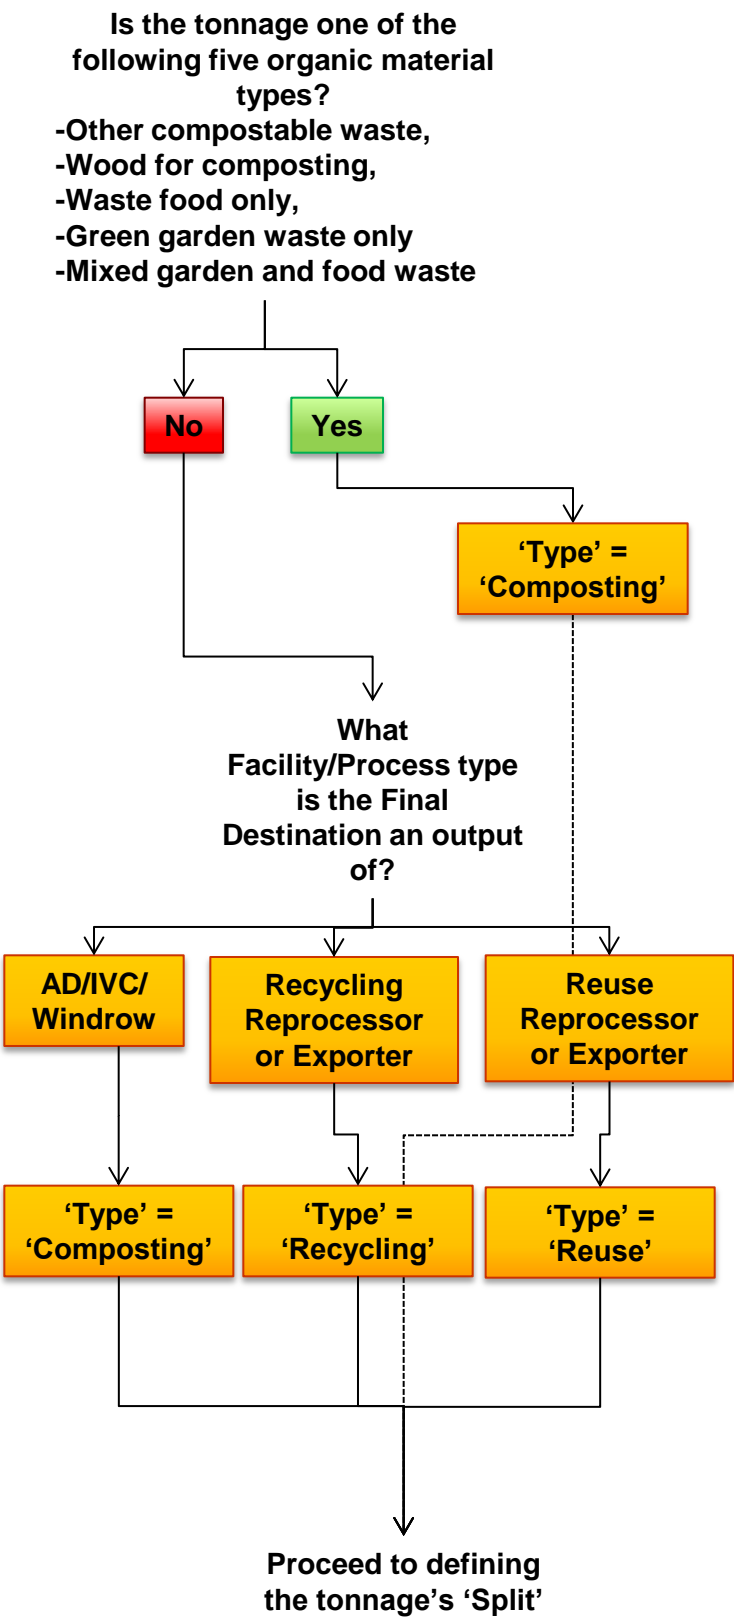 Is the tonnage one of the
following five organic material
types?
-Other compostable waste,
-Wood for composting,
-Waste food only,
-Green garden waste only
-Mixed garden and food waste
No
Yes
‘Type’ =
‘Composting’
What
Facility/Process type
is the Final
Destination an output
of?
AD/IVC/
Windrow
Recycling
Reprocessor
or Exporter
Reuse
Reprocessor
or Exporter
‘Type’ =
‘Composting’
‘Type’ =
‘Recycling’
‘Type’ =
‘Reuse’
Proceed to defining
the tonnage’s ‘Split’